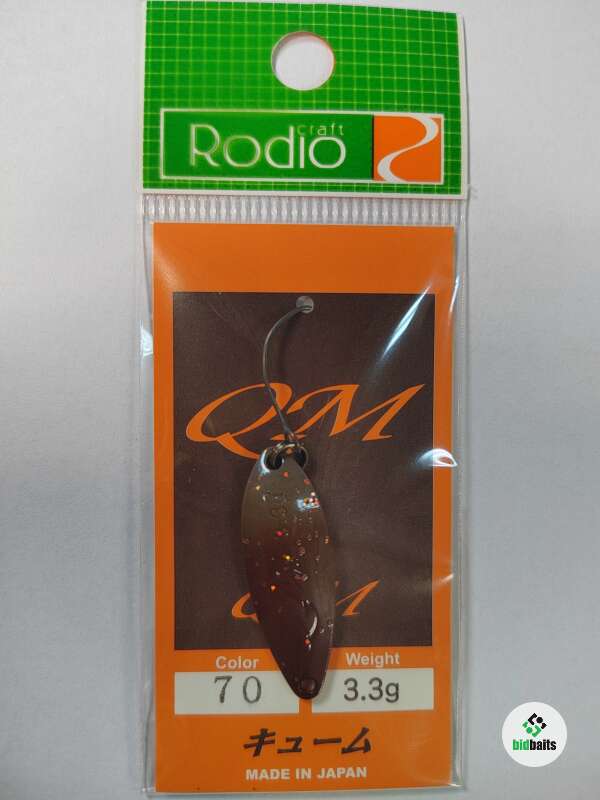 Rodio craft
QM
QM
Color
Weight
70
3.3g
キューム
MADE IN JAPAN
bidbaits